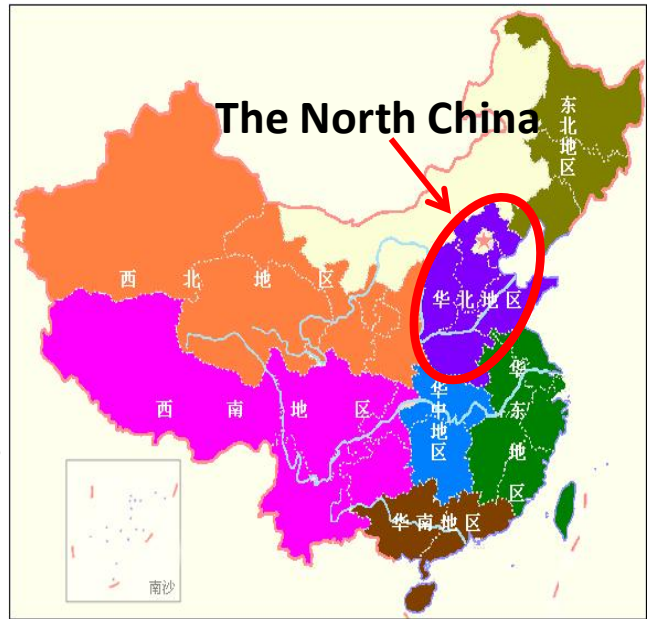 The North China
东北地区
西北地区
华北地区
西南地区
华中地区
华东地区
华南地区
南沙